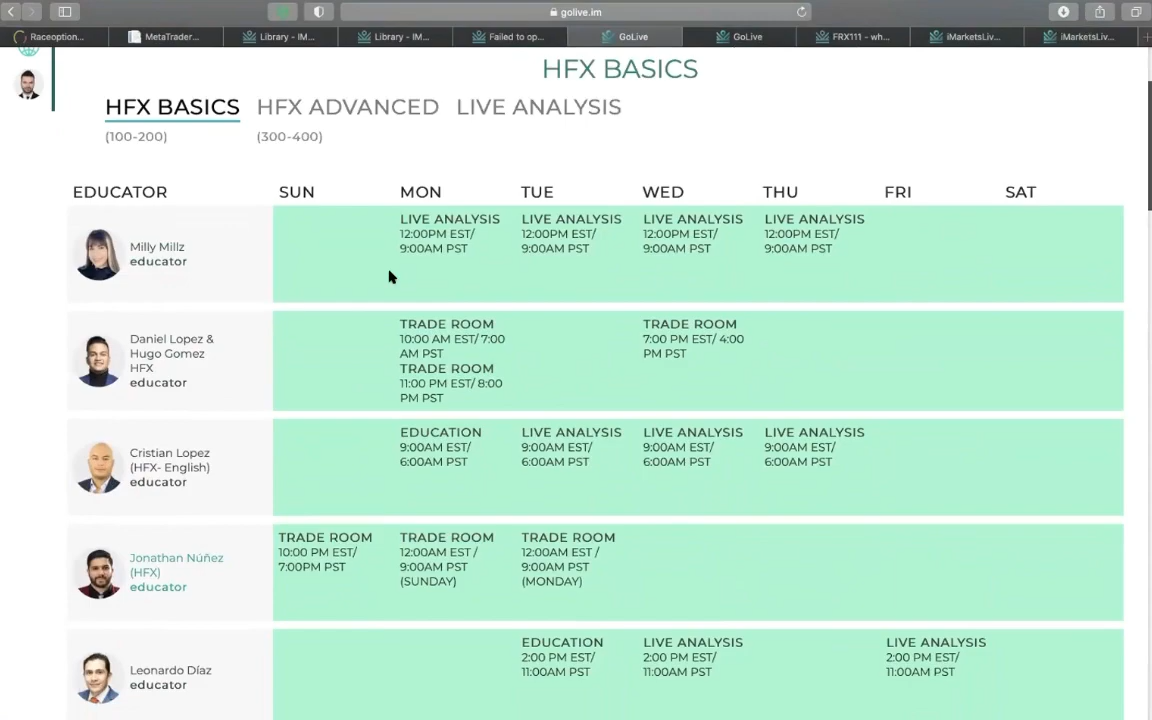 golive.im
Raceoption....
MetaTrader...
Library - IM...
Library - IM...
Failed to op...
GoLive
GoLive
FRX111 - wh...
iMarketsLiv...
iMarketsLiv...
HFX BASICS
HFX BASICS HFX ADVANCED LIVE ANALYSIS
(100-200) (300-400)
EDUCATOR SUN MON TUE WED THU FRI SAT
Milly Millz
educator
LIVE ANALYSIS
12:00PM EST/
9:00AM PST
LIVE ANALYSIS
12:00PM EST/
9:00AM PST
LIVE ANALYSIS
12:00PM EST/
9:00AM PST
LIVE ANALYSIS
12:00PM EST/
9:00AM PST
Daniel Lopez &
Hugo Gomez
HFX
educator
TRADE ROOM
10:00 AM EST/ 7:00
AM PST
TRADE ROOM
11:00 PM EST/ 8:00
PM PST
TRADE ROOM
7:00 PM EST/ 4:00
PM PST
Cristian Lopez
(HFX- English)
educator
EDUCATION
9:00AM EST/
6:00AM PST
LIVE ANALYSIS
9:00AM EST/
6:00AM PST
LIVE ANALYSIS
9:00AM EST/
6:00AM PST
LIVE ANALYSIS
9:00AM EST/
6:00AM PST
Jonathan Núñez
(HFX)
educator
TRADE ROOM
10:00 PM EST/
7:00PM PST
TRADE ROOM
12:00AM EST /
9:00AM PST
(SUNDAY)
TRADE ROOM
12:00AM EST /
9:00AM PST
(MONDAY)
Leonardo Díaz
educator
EDUCATION
2:00 PM EST/
11:00AM PST
LIVE ANALYSIS
2:00 PM EST/
11:00AM PST
LIVE ANALYSIS
2:00 PM EST/
11:00AM PST